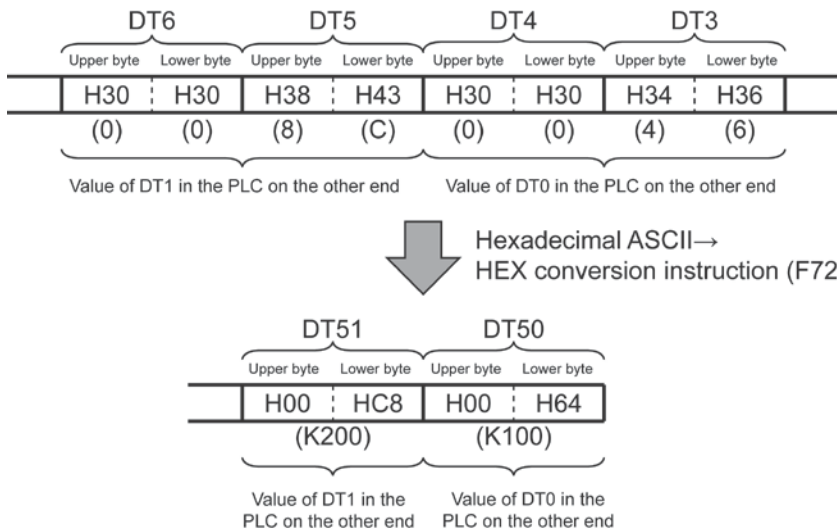 DT6 DT5 DT4 DT3
Upper byte Lower byte Upper byte Lower byte Upper byte Lower byte Upper byte Lower byte
H30 H30 H38 H43 H30 H30 H34 H36
(0) (0) (8) (C) (0) (0) (4) (6)
Value of DT1 in the PLC on the other end Value of DT0 in the PLC on the other end
Hexadecimal ASCII→
HEX conversion instruction (F72
DT51 DT50
Upper byte Lower byte Upper byte Lower byte
H00 HC8 H00 H64
(K200) (K100)
Value of DT1 in the Value of DT0 in the
PLC on the other end PLC on the other end